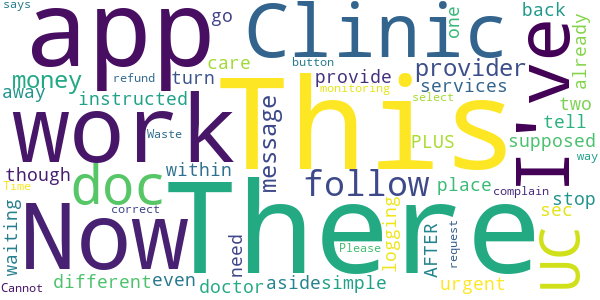 says
app
go
Clinic
one
back
I've
already
care
button
money
refund
turn
provide
provider
away
instructed
monitoring
services
This
select
two
work
message
Waste
PLUS
tell
though
within
supposed
doc
follow
place
way
Time
Now
There
correct
complain
stop
waiting
logging
AFTER
sec
UC
need
Please
request
different
even
doctor
asidesimple
urgent
Cannot